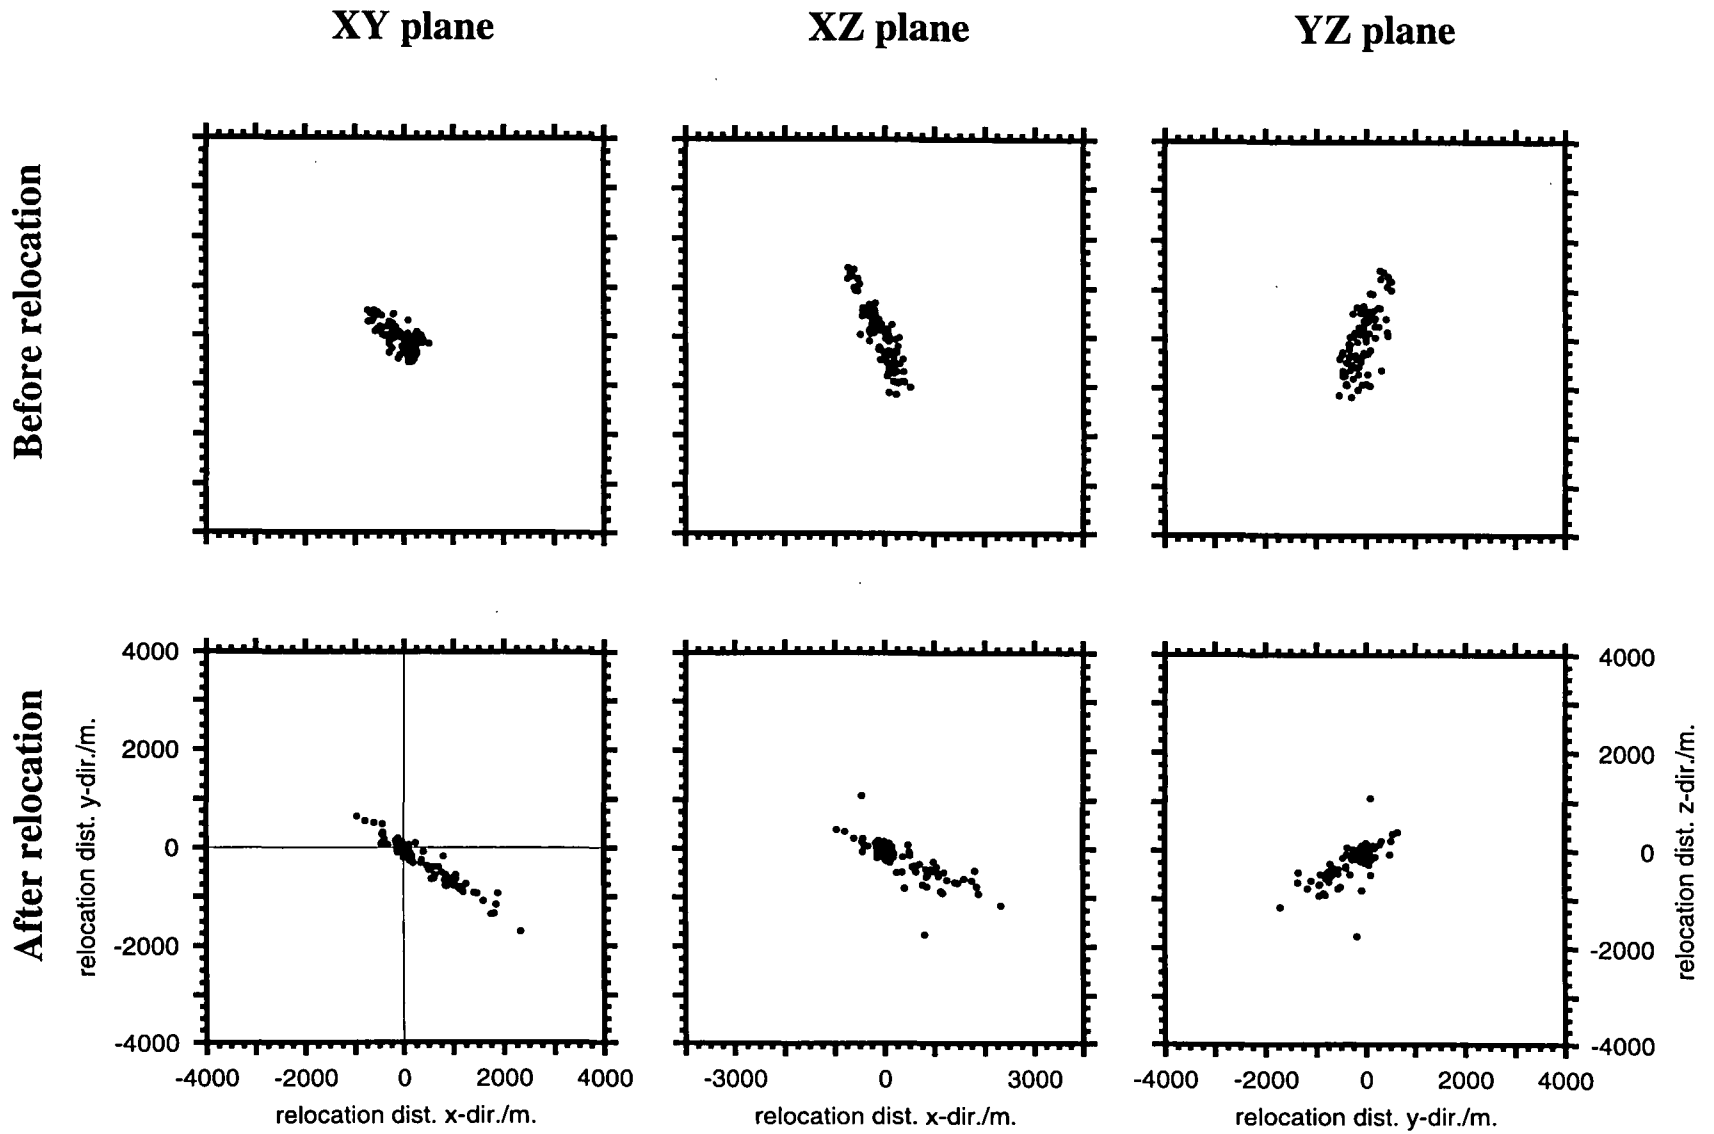 XY plane
XZ plane
YZ plane
Before relocation
After relocation
relocation dist. y-dir./m.
4000
2000
0
-2000
-4000
4000
2000
0
-2000
-4000
relocation dist. z-dir./m.
-4000 -2000 0 2000 4000
-3000 0 3000
-4000 -2000 0 2000 4000
relocation dist. x-dir./m.
relocation dist. x-dir./m.
relocation dist. y-dir./m.